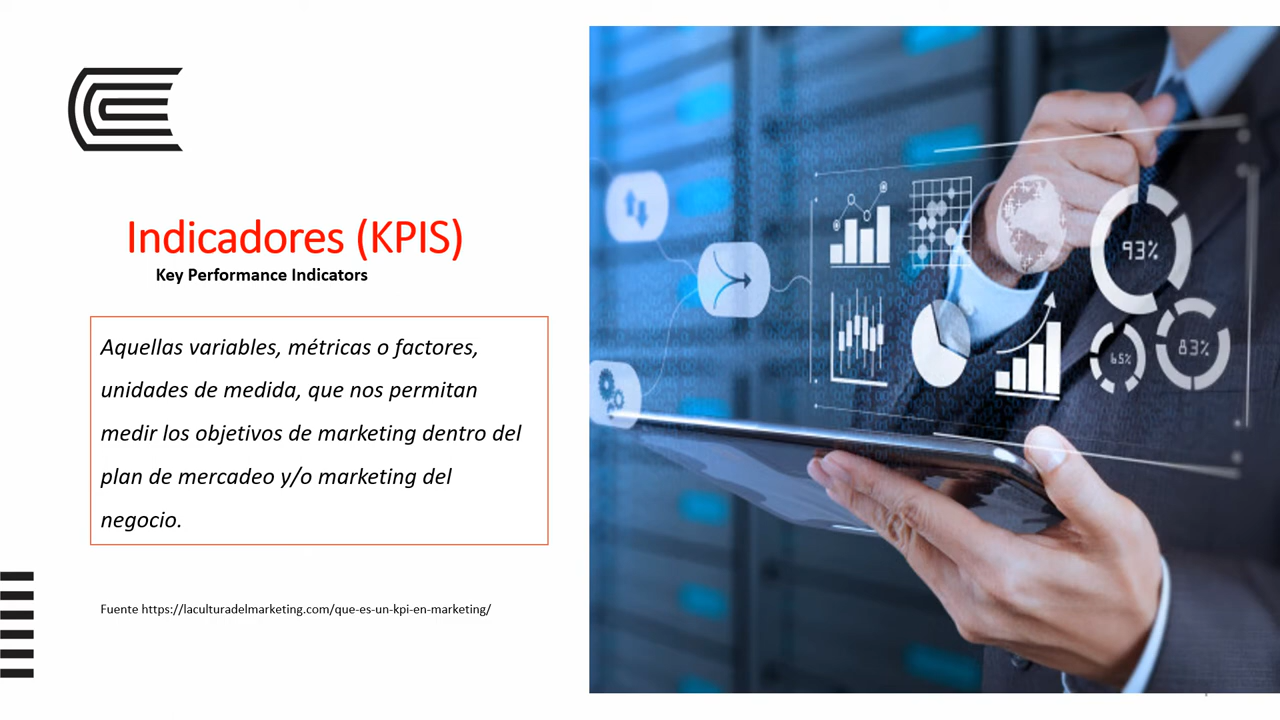 Indicadores (KPIS)
Key Performance Indicators
Aquellas variables, métricas o factores,
unidades de medida, que nos permitan
medir los objetivos de marketing dentro del
plan de mercadeo y/o marketing del
negocio.
Fuente https://laculturadelmarketing.com/que-es-un-kpi-en-marketing/
93%
65%
83%